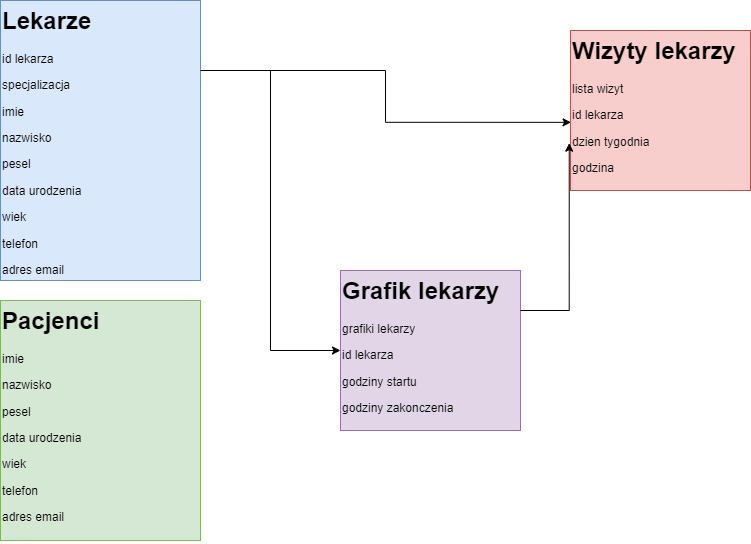 Lekarze
id lekarza
specjalizacja
imie
nazwisko
pesel
data urodzenia
wiek
telefon
adres email
Pacjenci
imie
nazwisko
pesel
data urodzenia
wiek
telefon
adres email
Grafik lekarzy
grafiki lekarzy
id lekarza
godziny startu
godziny zakonczenia
Wizyty lekarzy
lista wizyt
id lekarza
dzien tygodnia
godzina